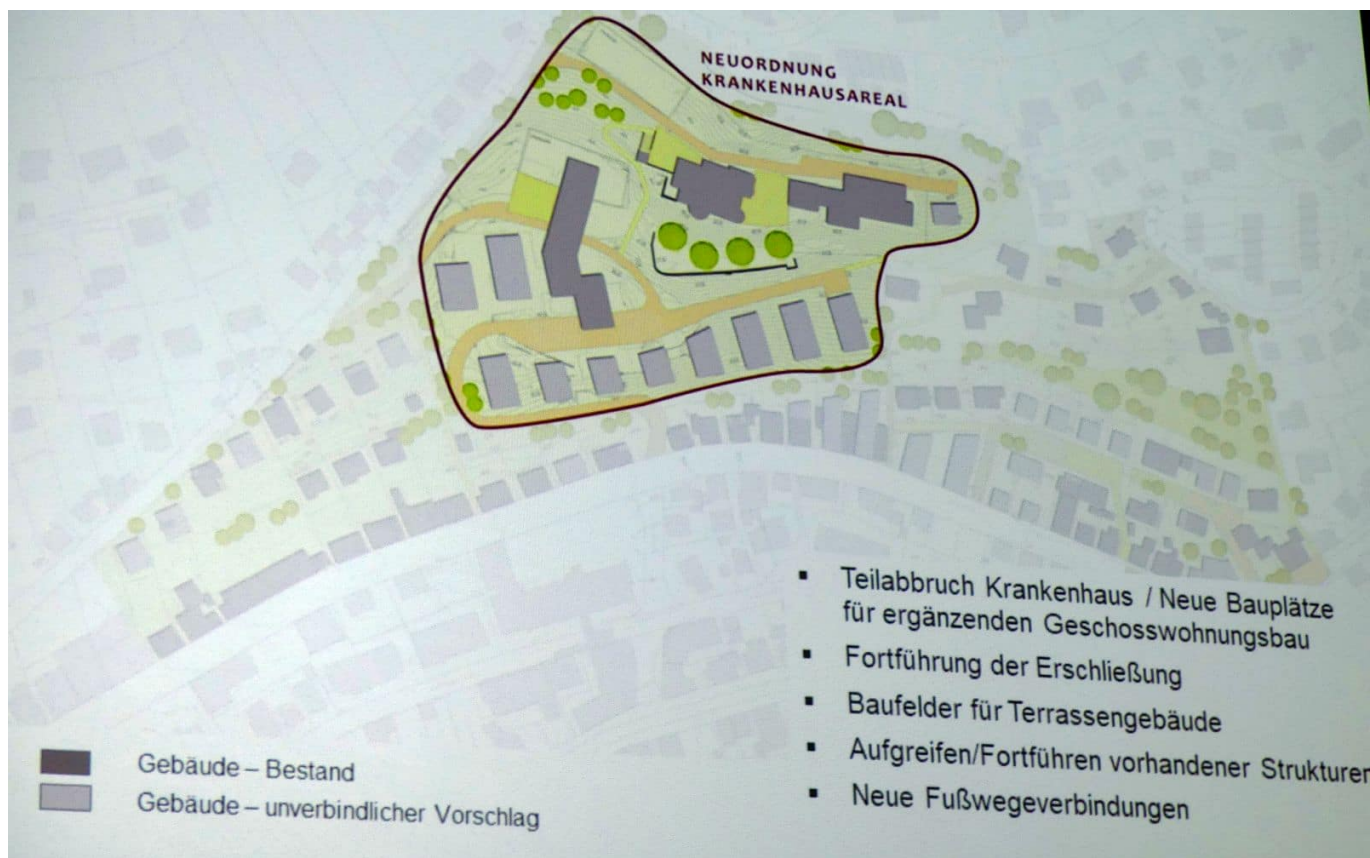 NEUORDNUNG
KRANKENHAUSAREAL
▪ Teilabbruch Krankenhaus / Neue Bauplätze
für ergänzenden Geschosswohnungsbau
▪ Fortführung der Erschließung
▪ Baufelder für Terrassengebäude
▪ Aufgreifen/Fortführen vorhandener Strukturen
▪ Neue Fußwegeverbindungen
Gebäude – Bestand
Gebäude – unverbindlicher Vorschlag